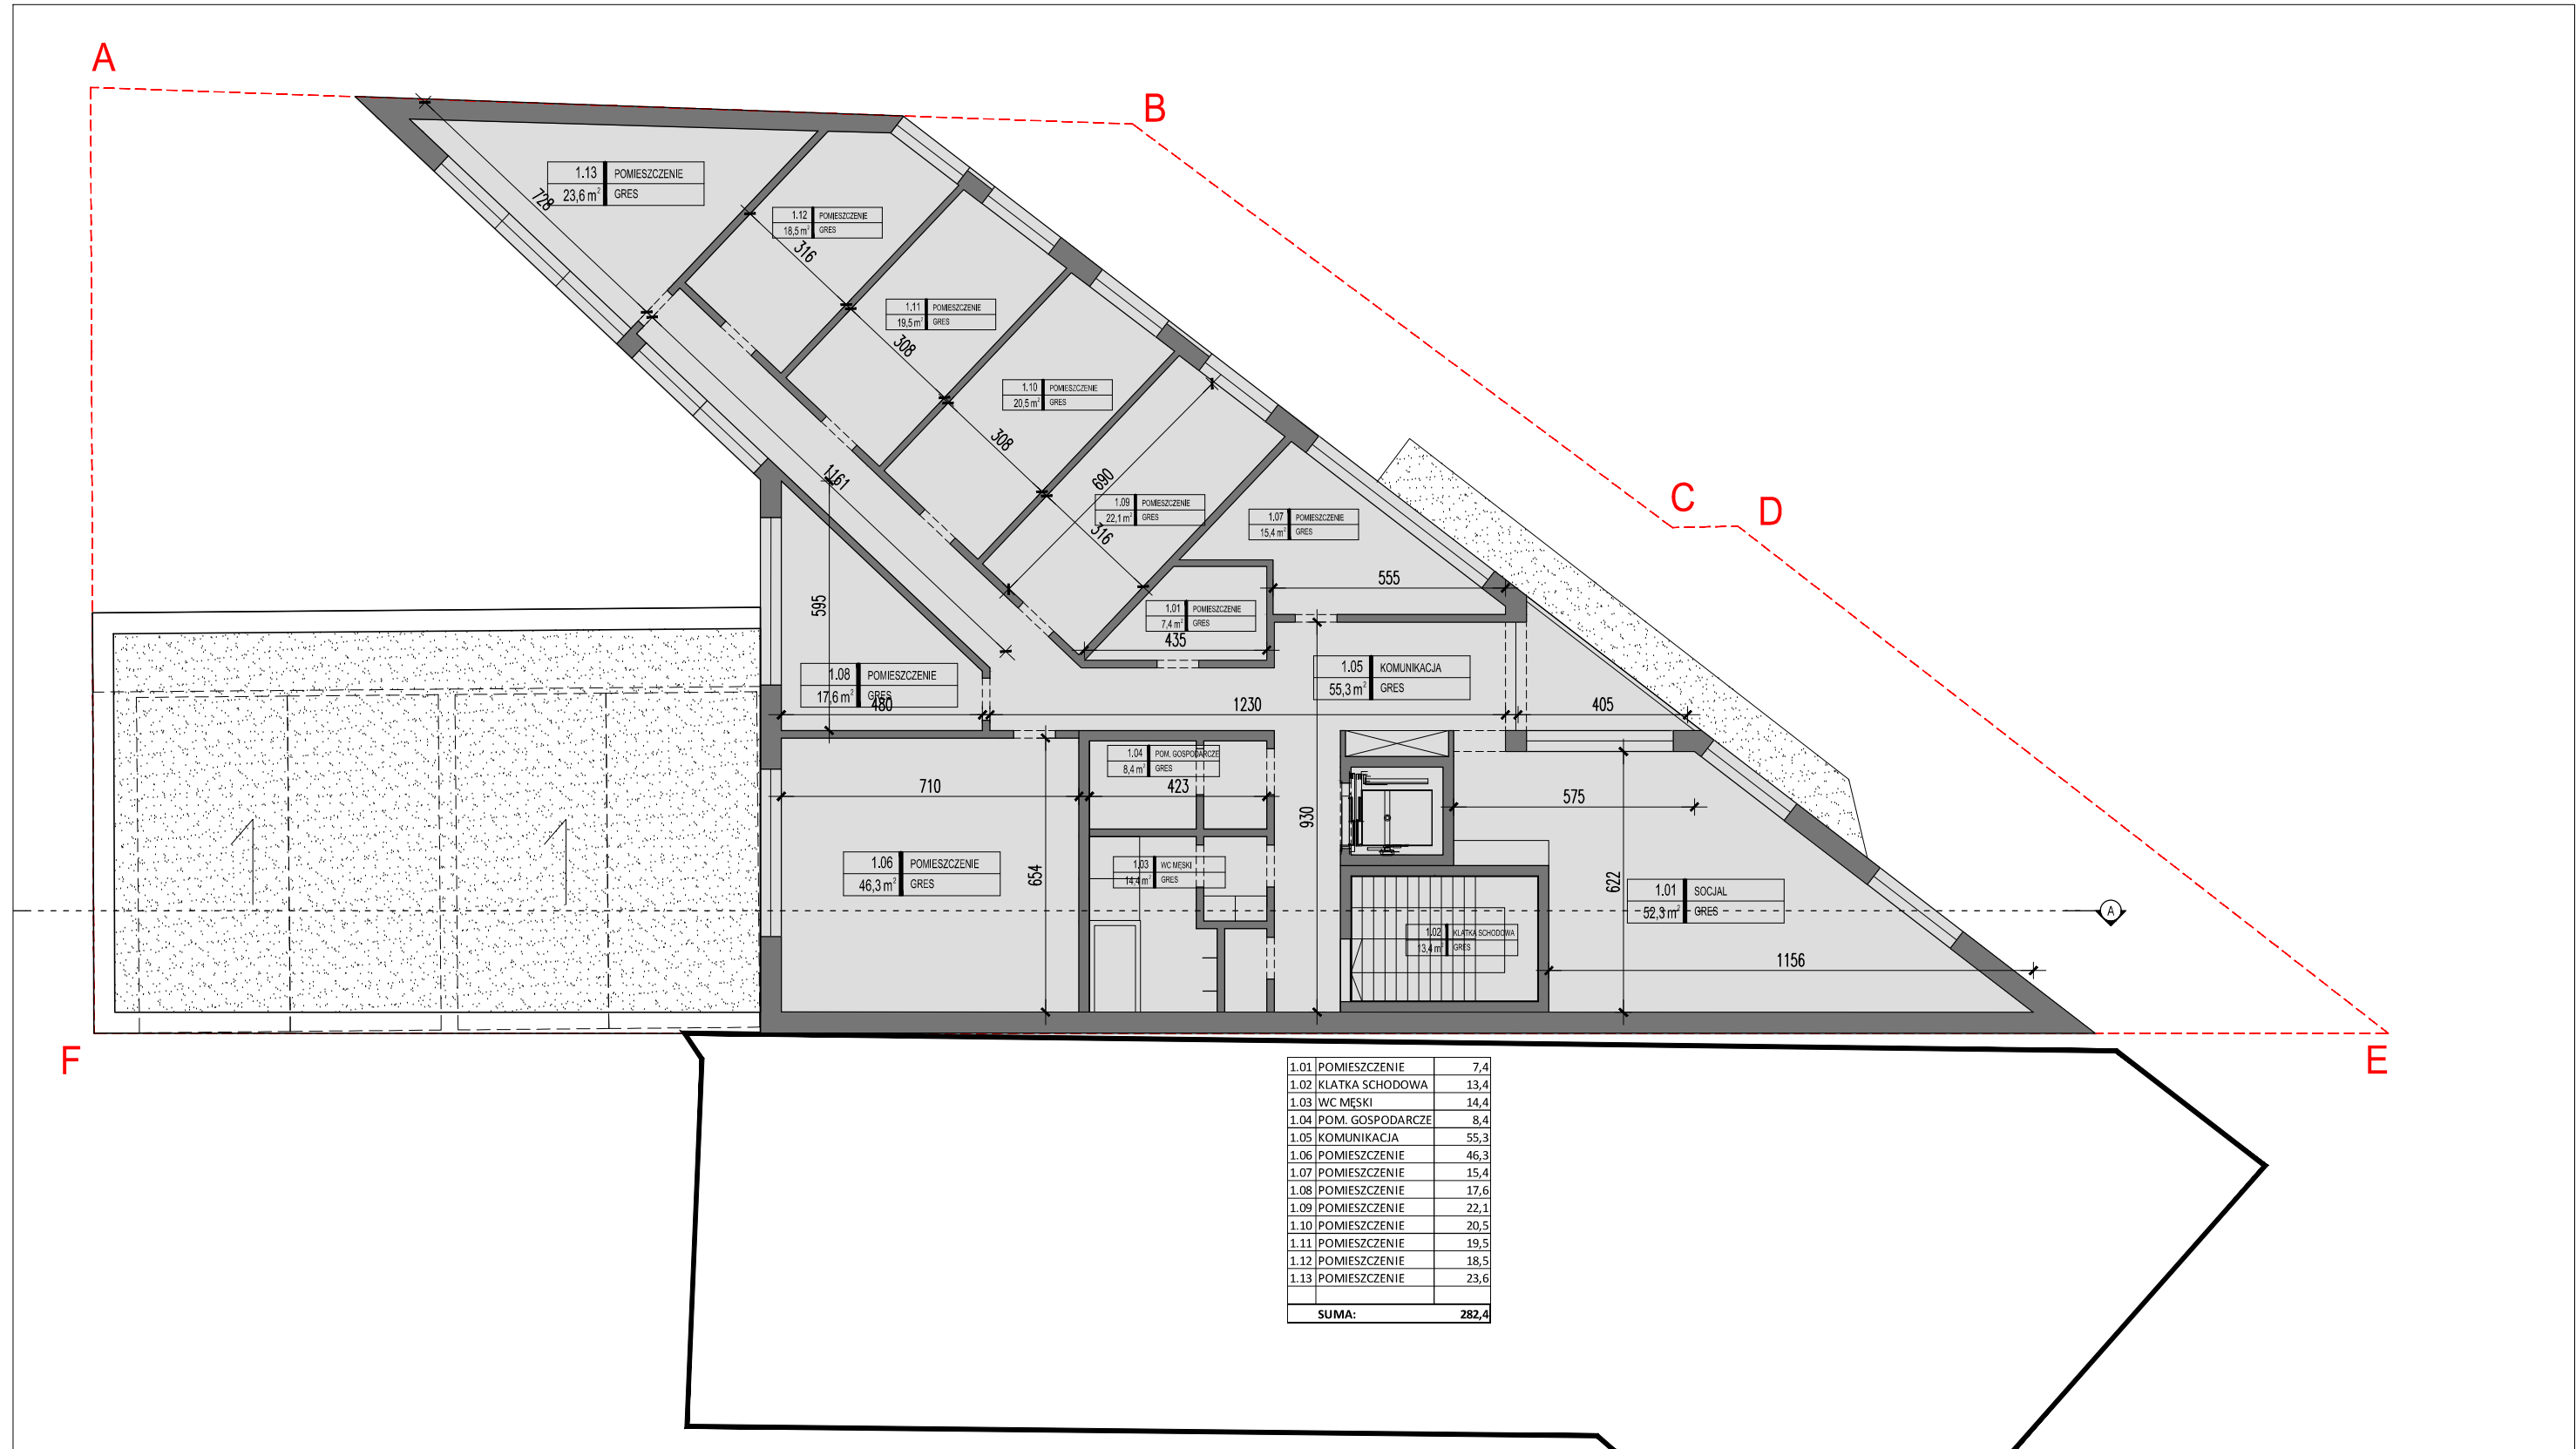 A
B
1.13 POMIESZCZENIE
23,6 m² GRES
728
1.12 POMIESZCZENIE
18,5 m² GRES
316
1.11 POMIESZCZENIE
19,5 m² GRES
308
1.10 POMIESZCZENIE
20,5 m² GRES
308
690
1161
1.09 POMIESZCZENIE
22,1 m² GRES
316
C
D
1.07 POMIESZCZENIE
15,4 m² GRES
555
595
1.01 POMIESZCZENIE
7,4 m² GRES
435
1.08 POMIESZCZENIE
17,6 m² GRES
480
1.05 KOMUNIKACJA
55,3 m² GRES
1230
405
1.04 POM. GOSPODARCZE
8,4 m² GRES
710
423
575
930
1.06 POMIESZCZENIE
46,3 m² GRES
654
1.03 WC MĘSKI
14,4 m² GRES
622
1.01 SOCJAL
52,3 m² GRES
A
1.02 KLATKA SCHODOWA
13,4 m² GRES
1156
F
E
1.01 POMIESZCZENIE 7,4
1.02 KLATKA SCHODOWA 13,4
1.03 WC MĘSKI 14,4
1.04 POM. GOSPODARCZE 8,4
1.05 KOMUNIKACJA 55,3
1.06 POMIESZCZENIE 46,3
1.07 POMIESZCZENIE 15,4
1.08 POMIESZCZENIE 17,6
1.09 POMIESZCZENIE 22,1
1.10 POMIESZCZENIE 20,5
1.11 POMIESZCZENIE 19,5
1.12 POMIESZCZENIE 18,5
1.13 POMIESZCZENIE 23,6
SUMA: 282,4